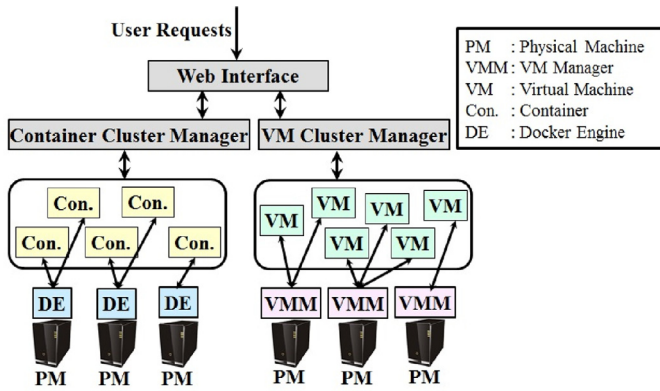 User Requests
Web Interface
Container Cluster Manager
VM Cluster Manager
PM : Physical Machine
VMM : VM Manager
VM : Virtual Machine
Con. : Container
DE : Docker Engine
Con. Con.
Con. Con. Con.
VM VM VM VM
VM VM
DE DE DE
VMM VMM VMM
PM PM PM
PM PM PM